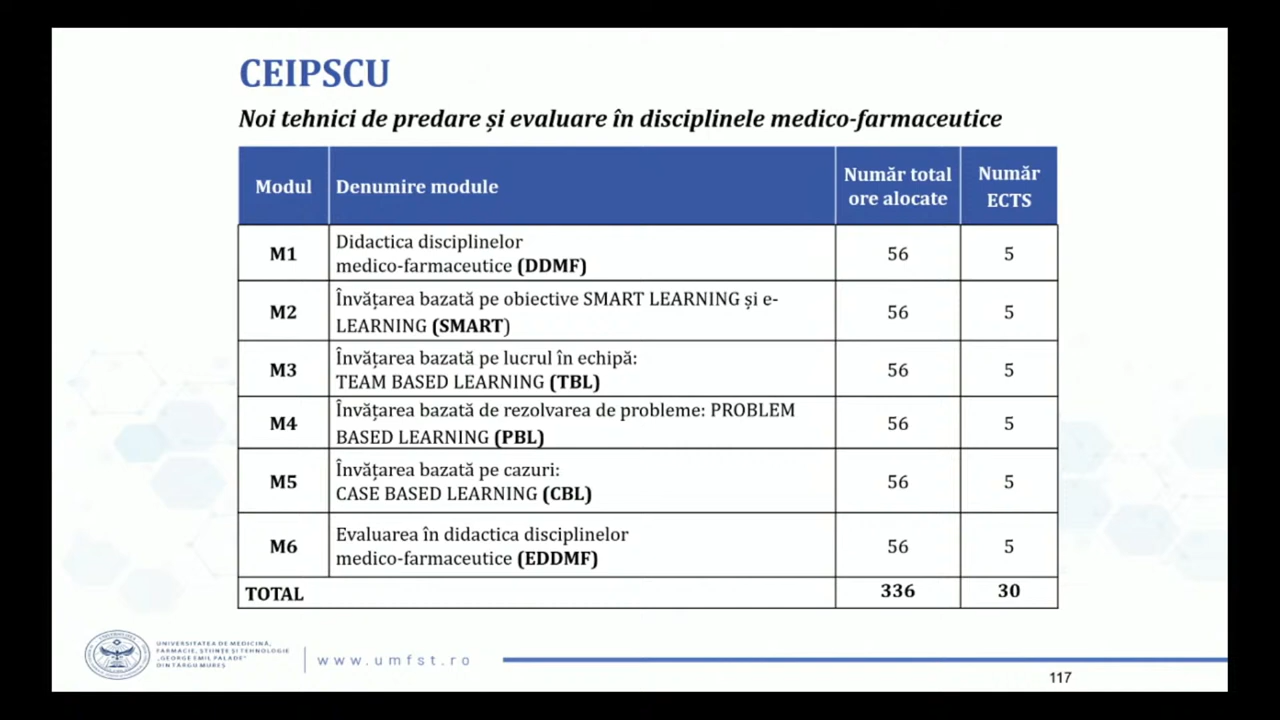 CEIPSCU
Noi tehnici de predare și evaluare în disciplinele medico-farmaceutice
Modul
Denumire module
Număr total
ore alocate
Număr
ECTS
M1
Didactica disciplinelor
medico-farmaceutice (DDMF)
56
5
M2
Învățarea bazată pe obiective SMART LEARNING și e-
LEARNING (SMART)
56
5
M3
Învățarea bazată pe lucrul în echipă:
TEAM BASED LEARNING (TBL)
56
5
M4
Învățarea bazată de rezolvarea de probleme: PROBLEM
BASED LEARNING (PBL)
56
5
M5
Învățarea bazată pe cazuri:
CASE BASED LEARNING (CBL)
56
5
M6
Evaluarea în didactica disciplinelor
medico-farmaceutice (EDDMF)
56
5
TOTAL
336
30
UNIVERSITATEA DE MEDICINĂ,
FARMACIE, ȘTIINȚE ȘI TEHNOLOGIE
„GEORGE EMIL PALADE”
DIN TÂRGU MUREȘ
www.umfst.ro
117